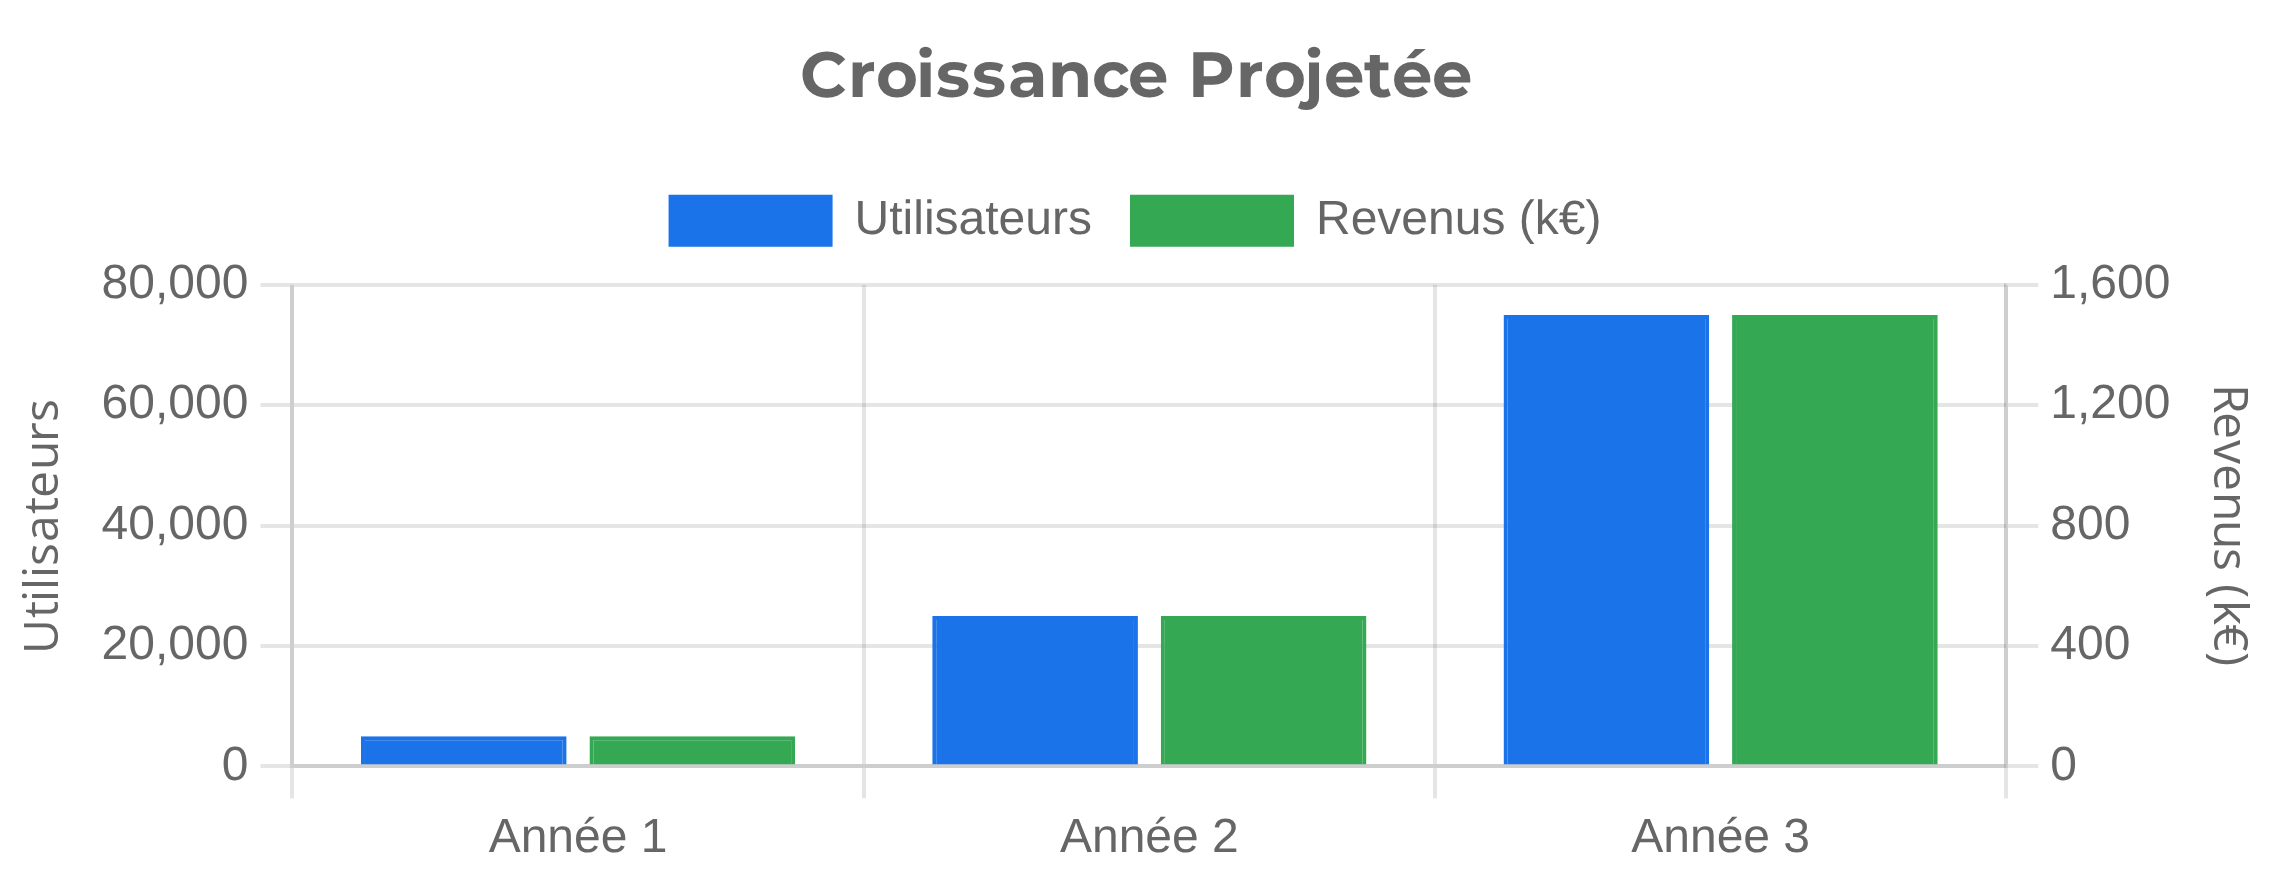 Croissance Projetée
Utilisateurs
Revenus (k€)
80,000
60,000
40,000
20,000
0
Utilisateurs
1,600
1,200
800
400
0
Revenus (k€)
Année 1
Année 2
Année 3